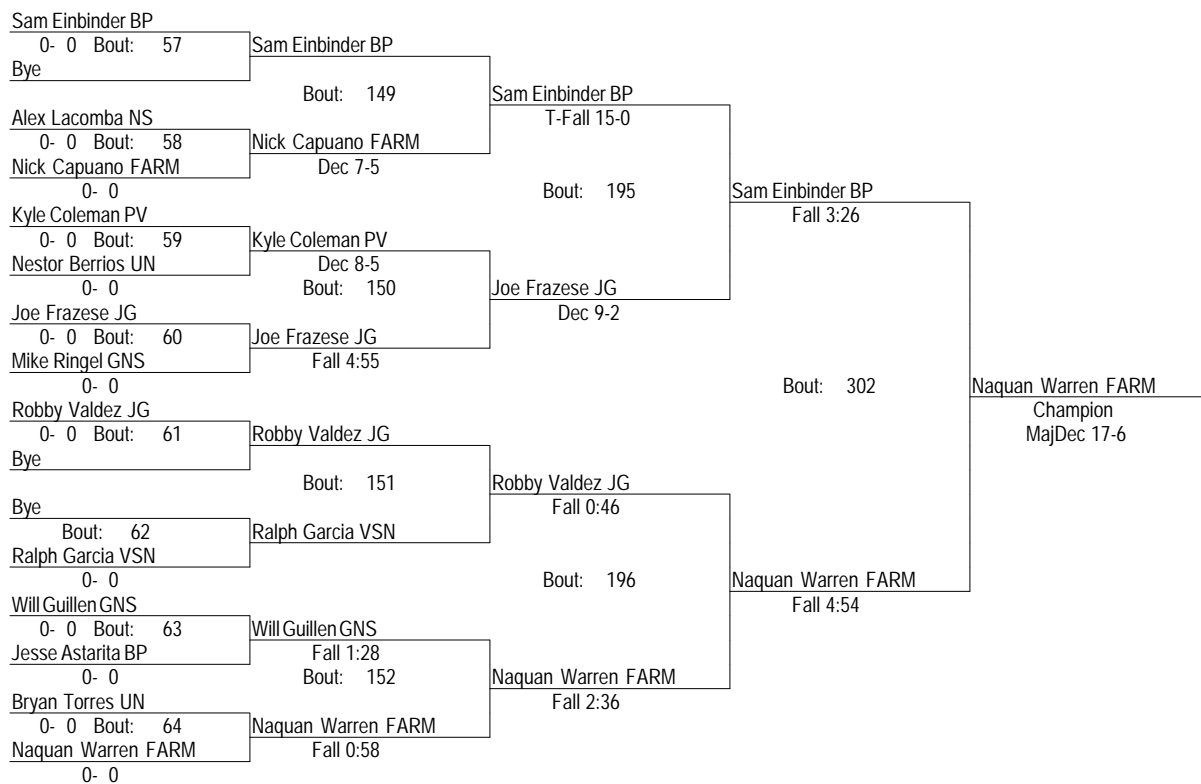 Sam Einbinder BP
0- 0 Bout: 57
Bye
Sam Einbinder BP
Bout: 149
Alex Lacomba NS
0- 0 Bout: 58
Nick Capuano FARM
0- 0
Nick Capuano FARM
Dec 7-5
Sam Einbinder BP
T-Fall 15-0
Bout: 195
Kyle Coleman PV
0- 0 Bout: 59
Nestor Berrios UN
0- 0
Kyle Coleman PV
Dec 8-5
Bout: 150
Joe Frazese JG
0- 0 Bout: 60
Mike Ringel GNS
0- 0
Joe Frazese JG
Fall 4:55
Joe Frazese JG
Dec 9-2
Sam Einbinder BP
Fall 3:26
Bout: 302
Robby Valdez JG
0- 0 Bout: 61
Bye
Robby Valdez JG
Bout: 151
Bye
Bout: 62
Ralph Garcia VSN
0- 0
Ralph Garcia VSN
Robby Valdez JG
Fall 0:46
Bout: 196
Will Guillen GNS
0- 0 Bout: 63
Jesse Astarita BP
0- 0
Will Guillen GNS
Fall 1:28
Bout: 152
Bryan Torres UN
0- 0 Bout: 64
Naquan Warren FARM
0- 0
Naquan Warren FARM
Fall 0:58
Naquan Warren FARM
Fall 2:36
Naquan Warren FARM
Fall 4:54
Naquan Warren FARM
Champion
MajDec 17-6